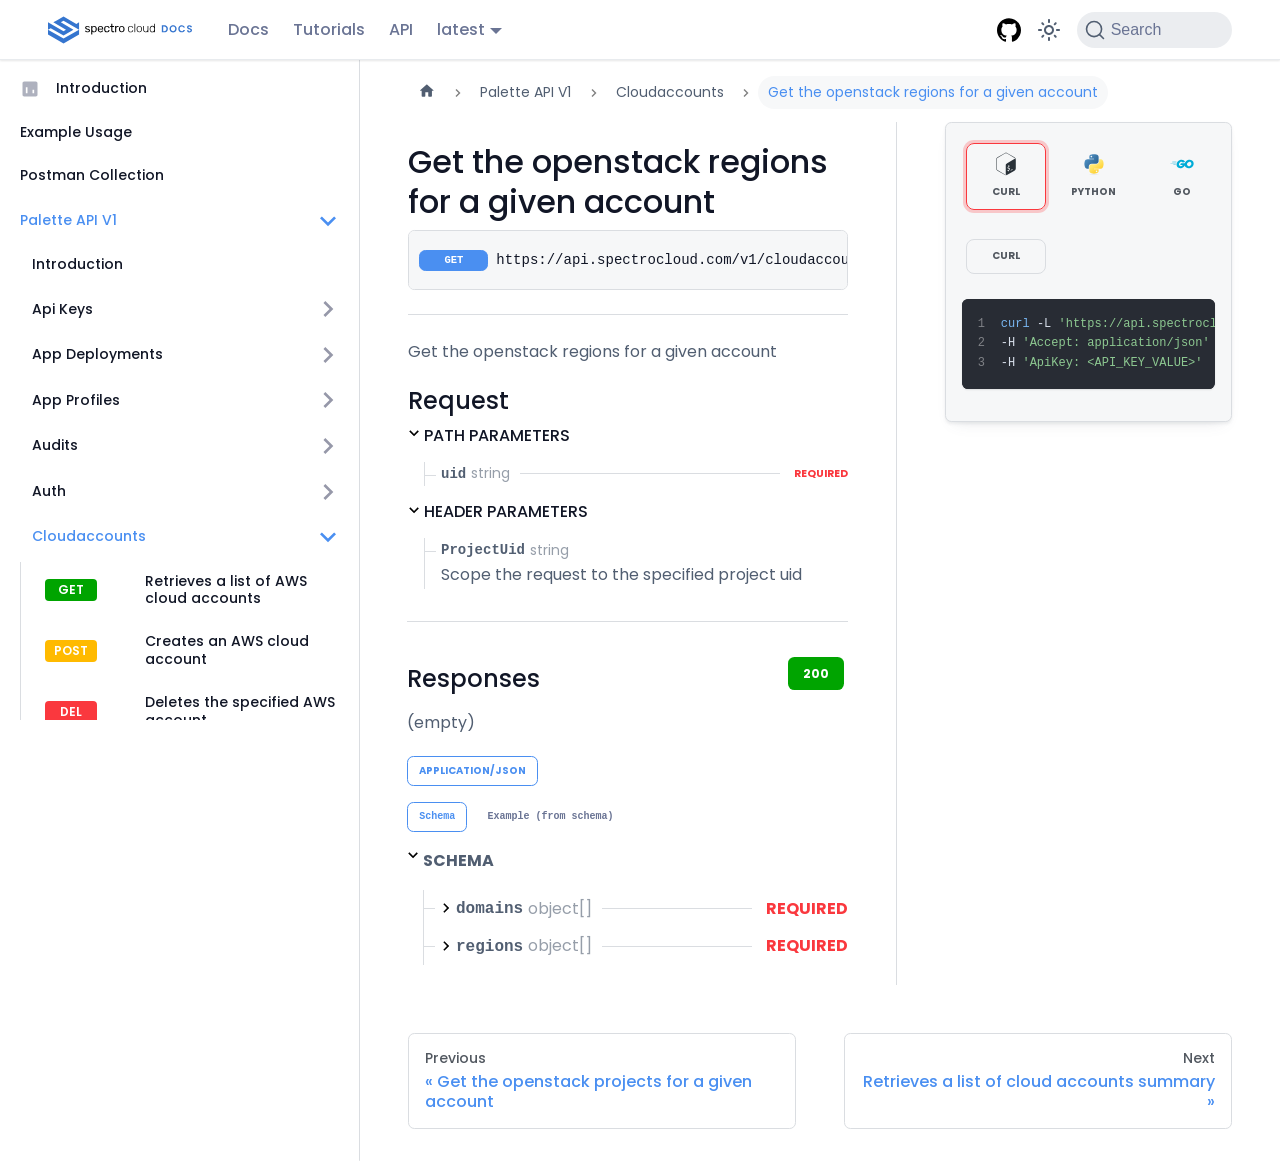 spectro cloud DOCS
Docs
Tutorials
API
latest
Search
Introduction
Example Usage
Postman Collection
Palette API V1
Introduction
Api Keys
App Deployments
App Profiles
Audits
Auth
Cloudaccounts
GET
Retrieves a list of AWS
cloud accounts
POST
Creates an AWS cloud
account
DEL
Deletes the specified AWS
account
Palette API V1
Cloudaccounts
Get the openstack regions for a given account
Get the openstack regions
for a given account
GET https://api.spectrocloud.com/v1/cloudaccou
Get the openstack regions for a given account
Request
PATH PARAMETERS
uid string REQUIRED
HEADER PARAMETERS
ProjectUid string
Scope the request to the specified project uid
Responses
200
(empty)
APPLICATION/JSON
Schema
Example (from schema)
SCHEMA
domains object[] REQUIRED
regions object[] REQUIRED
CURL
PYTHON
GO
GO
CURL
1 curl -L 'https://api.spectrocl
2 -H 'Accept: application/json'
3 -H 'ApiKey: <API_KEY_VALUE>'
Previous
« Get the openstack projects for a given
account
Next
Retrieves a list of cloud accounts summary
»